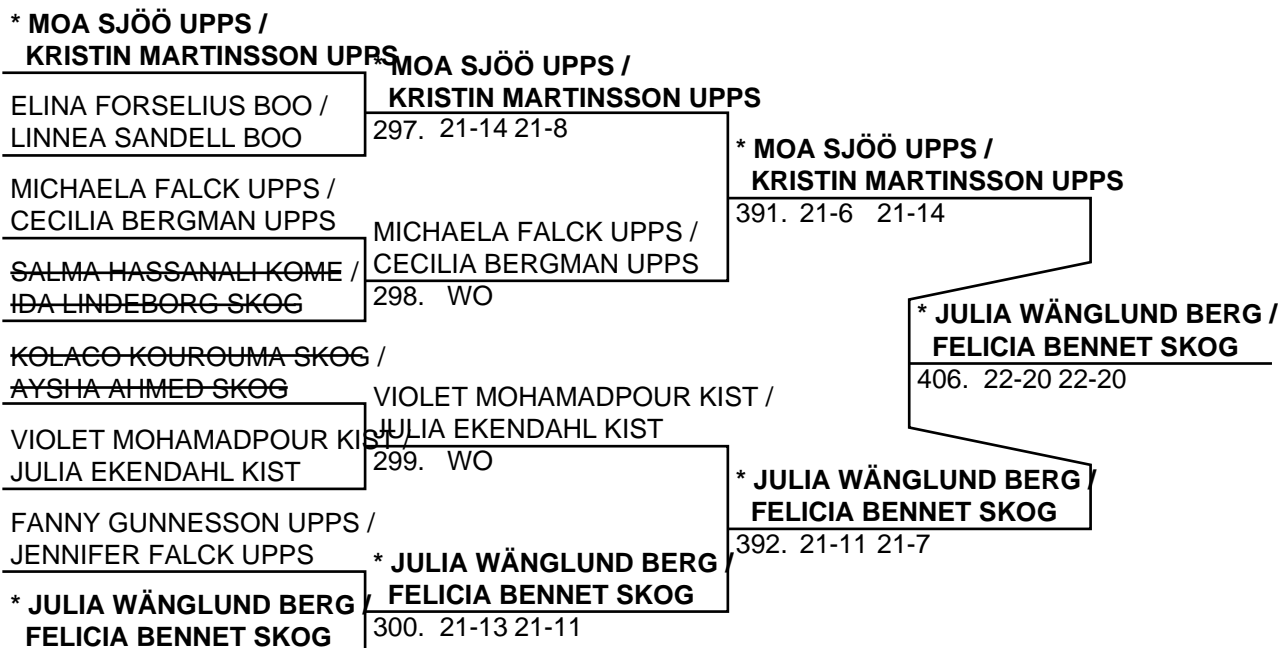 * MOA SJÖÖ UPPS /
KRISTIN MARTINSSON UPPS
ELINA FORSELIUS BOO /
LINNEA SANDELL BOO
MICHAELA FALCK UPPS /
CECILIA BERGMAN UPPS
SALMA HASSANALI KOME /
IDA LINDEBORG SKOG
KOLACO KOUROUMA SKOG /
AYSHA AHMED SKOG
VIOLET MOHAMADPOUR KIST /
JULIA EKENDAHL KIST
FANNY GUNNESSON UPPS /
JENNIFER FALCK UPPS
* JULIA WÄNGLUND BERG /
FELICIA BENNET SKOG
* MOA SJÖÖ UPPS /
KRISTIN MARTINSSON UPPS
297. 21-14 21-8
MICHAELA FALCK UPPS /
CECILIA BERGMAN UPPS
298. WO
VIOLET MOHAMADPOUR KIST /
JULIA EKENDAHL KIST
299. WO
* JULIA WÄNGLUND BERG /
FELICIA BENNET SKOG
300. 21-13 21-11
* MOA SJÖÖ UPPS /
KRISTIN MARTINSSON UPPS
391. 21-6 21-14
* JULIA WÄNGLUND BERG /
FELICIA BENNET SKOG
392. 21-11 21-7
* JULIA WÄNGLUND BERG /
FELICIA BENNET SKOG
406. 22-20 22-20